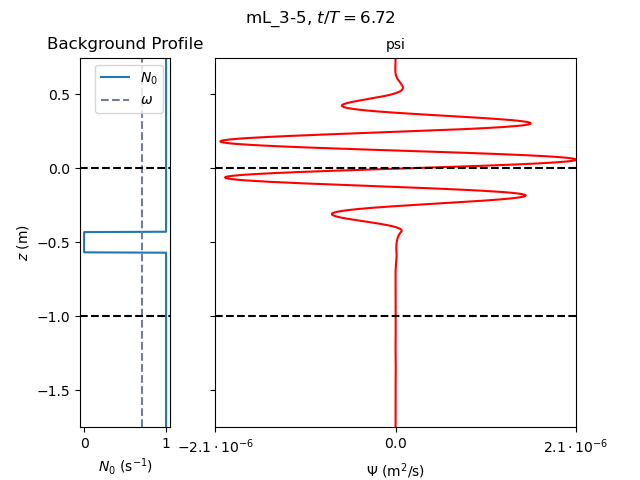 mL_3-5, t/T = 6.72
Background Profile
psi
N₀
ω
0.5
0.0
−0.5
−1.0
−1.5
z (m)
0 1
−2.1 · 10⁻⁶ 0.0 2.1 · 10⁻⁶
N₀ (s⁻¹)
Ψ (m²/s)